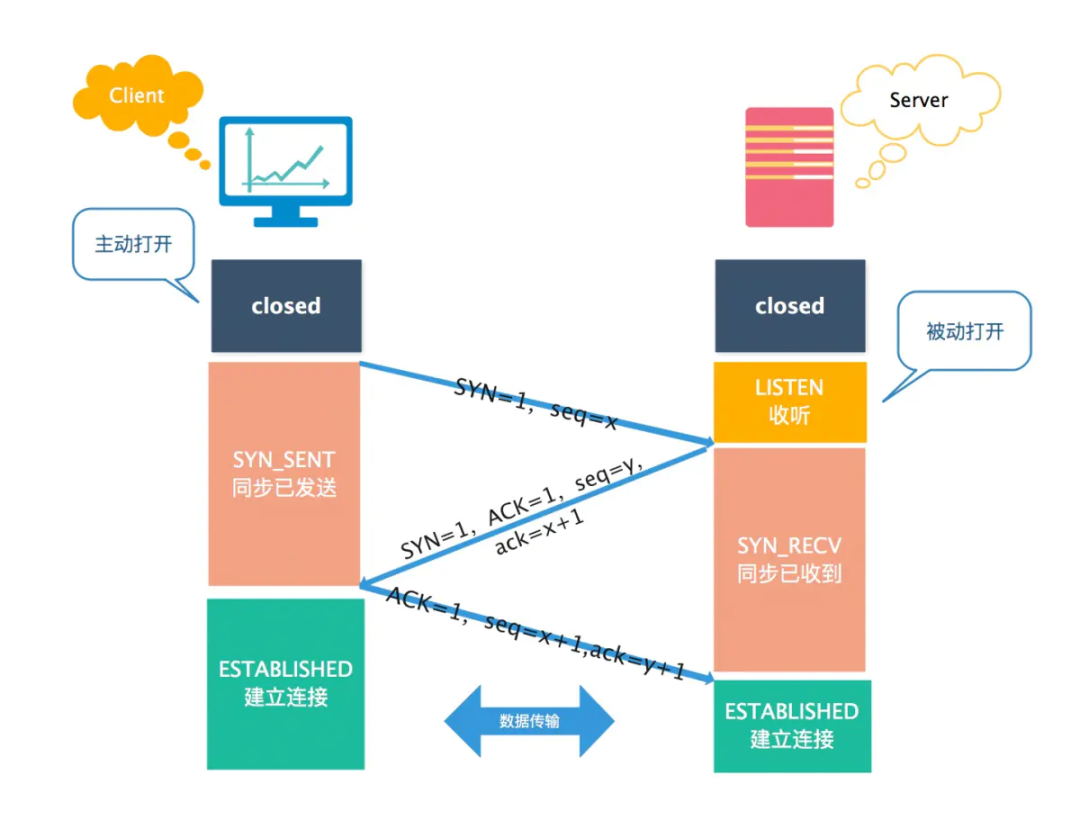 Client
Server
主动打开
closed
closed
被动打开
SYN=1, seq=x
LISTEN
收听
SYN_SENT
同步已发送
SYN=1, ACK=1, seq=y,
ack=x+1
SYN_RECV
同步已收到
ACK=1, seq=x+1,ack=y+1
ESTABLISHED
建立连接
数据传输
ESTABLISHED
建立连接